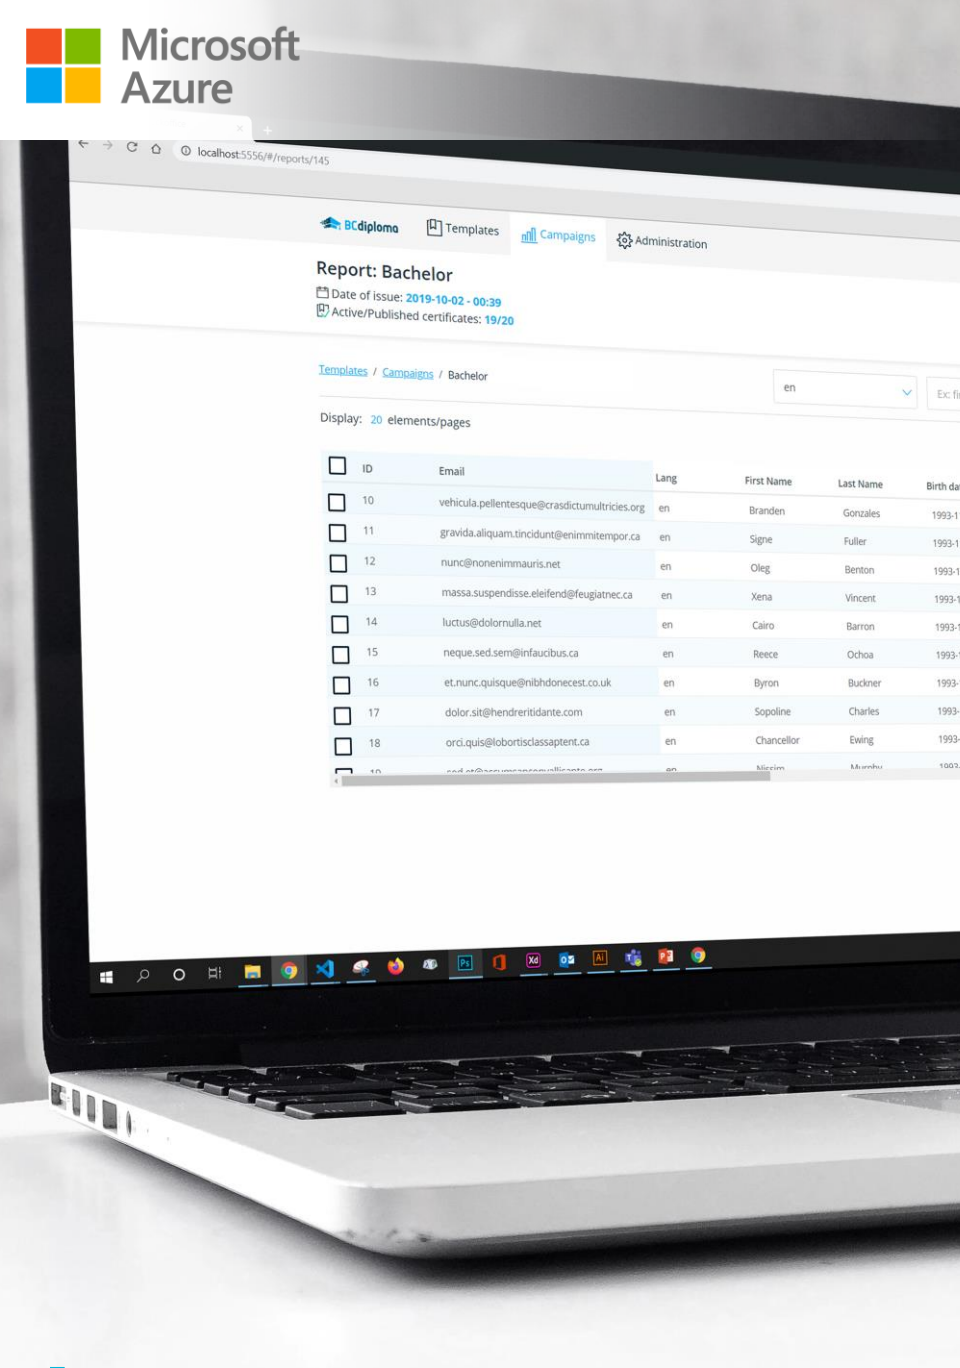 Microsoft
Azure
localhost:5556/#/reports/145
BCdiploma Templates Campaigns Administration
Report: Bachelor
Date of issue: 2019-10-02 - 00:39
Active/Published certificates: 19/20
Templates / Campaigns / Bachelor
en
Display: 20 elements/pages
ID Email Lang First Name Last Name
10 vehicula.pellentesque@crasdictumultricies.org en Branden Gonzales
11 gravida.aliquam.tincidunt@enimmitempor.ca en Signe Fuller
12 nunc@nonenimmauris.net en Oleg Benton
13 massa.suspendisse.eleifend@feugiatnec.ca en Xena Vincent
14 luctus@dolornulla.net en Cairo Barron
15 neque.sed.sem@infaucibus.ca en Reece Ochoa
16 et.nunc.quisque@nibhdonecest.co.uk en Byron Buckner
17 dolor.sit@hendreritidante.com en Sopoline Charles
18 orci.quis@lobortisclassaptent.ca en Chancellor Ewing
Ps Xd Ai